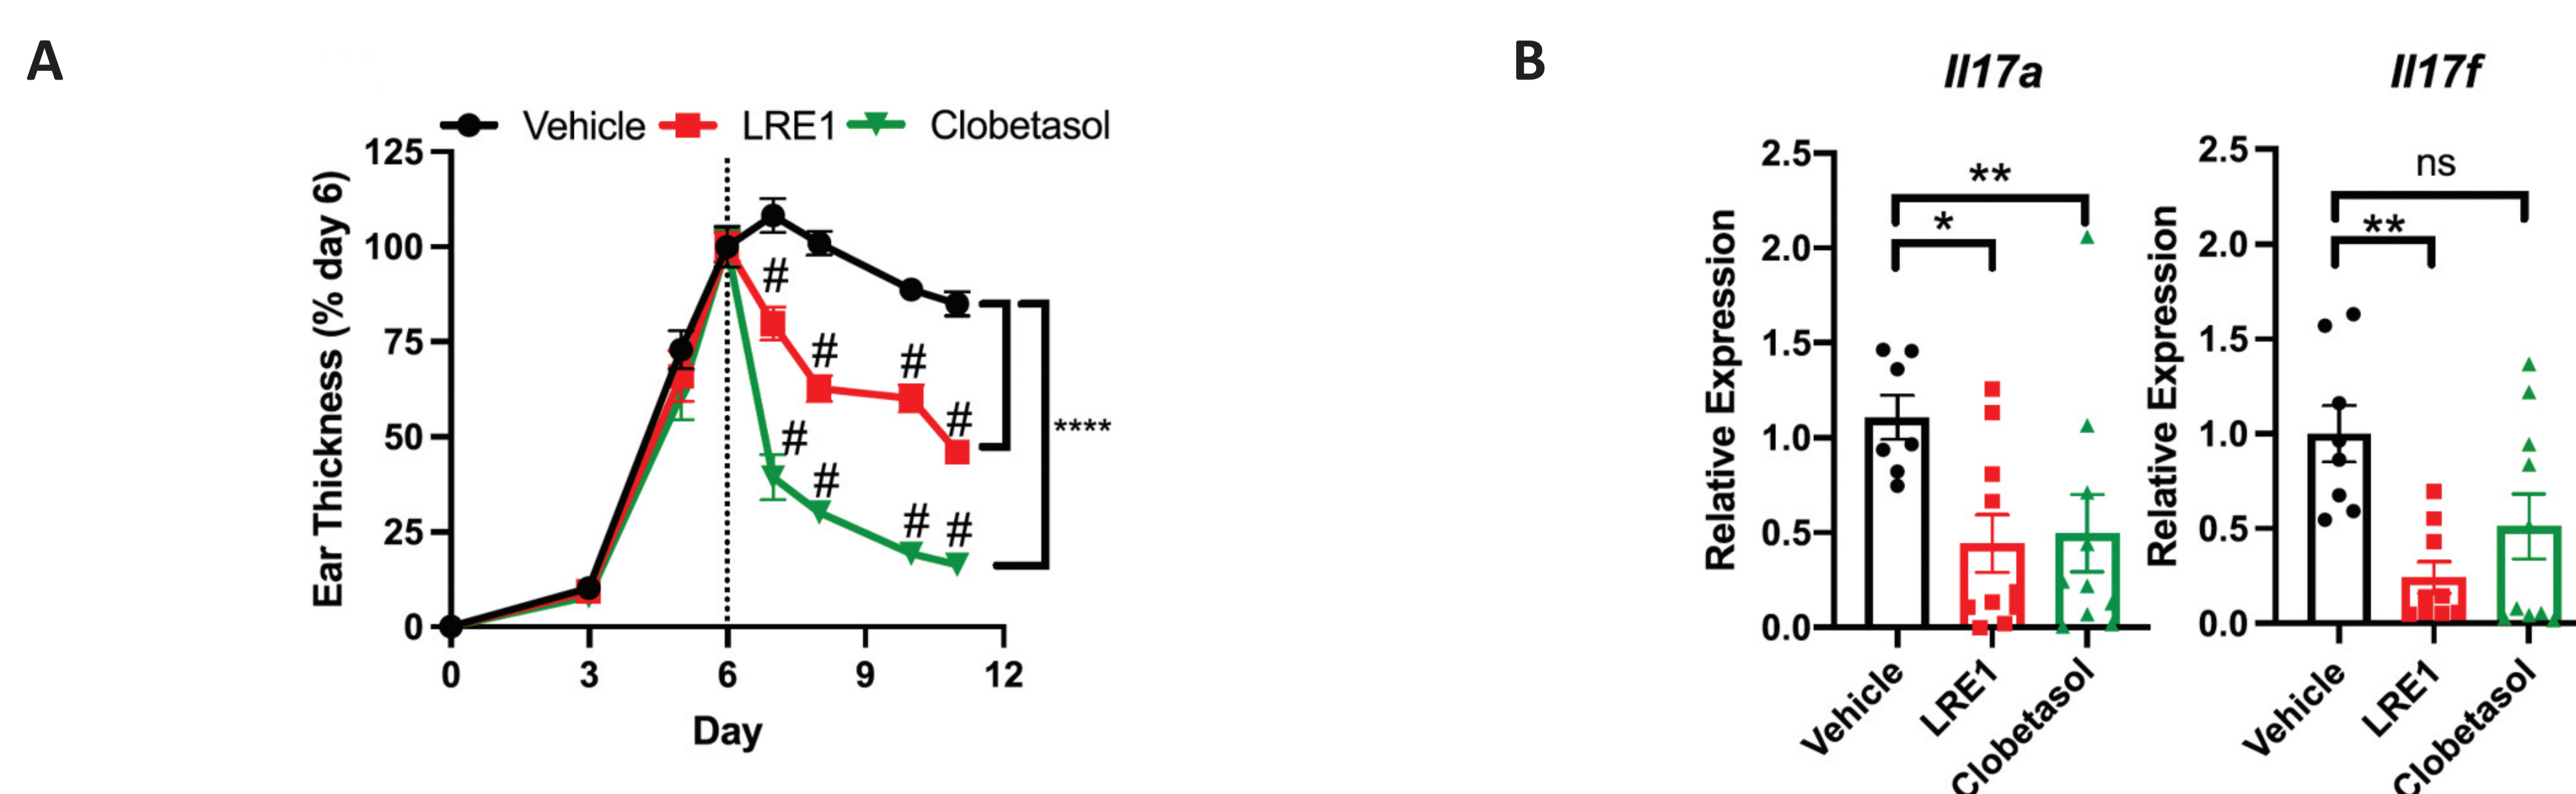 A
Vehicle LRE1 Clobetasol
125
100
75
50
25
0
Ear Thickness (% day 6)
#
#
#
#
#
#
#
#
****
0 3 6 9 12
Day
B
Il17a
2.5
2.0
1.5
1.0
0.5
0.0
Relative Expression
**
*
Vehicle
LRE1
Clobetasol
Il17f
2.5
2.0
1.5
1.0
0.5
0.0
Relative Expression
ns
**
Vehicle
LRE1
Clobetasol